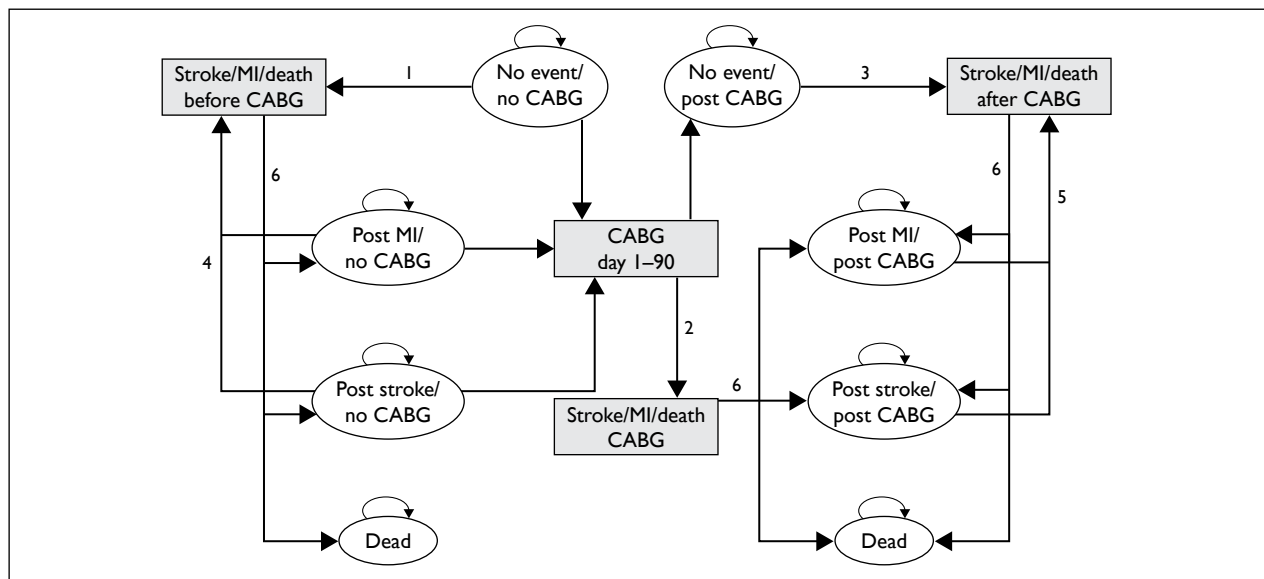 Stroke/MI/death
before CABG
1
No event/
no CABG
No event/
post CABG
3
Stroke/MI/death
after CABG
6
6
5
4
Post MI/
no CABG
CABG
day 1–90
Post MI/
post CABG
2
Post stroke/
no CABG
Stroke/MI/death
CABG
6
Post stroke/
post CABG
Dead
Dead